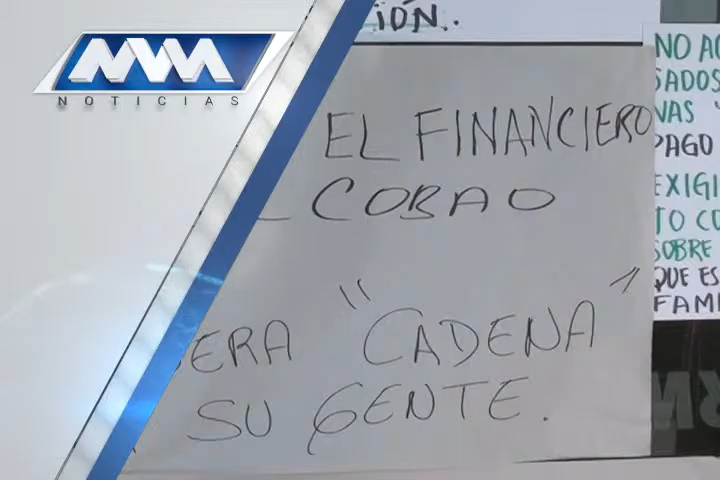 MVM
NOTICIAS
IÓN.
EL FINANCIERO
COBAO
ERA "CADENA"
SU GENTE.
NO
SADOS
VAS
PAGO
EXIGI
TO
SOBRE
QUE ES
FAMI